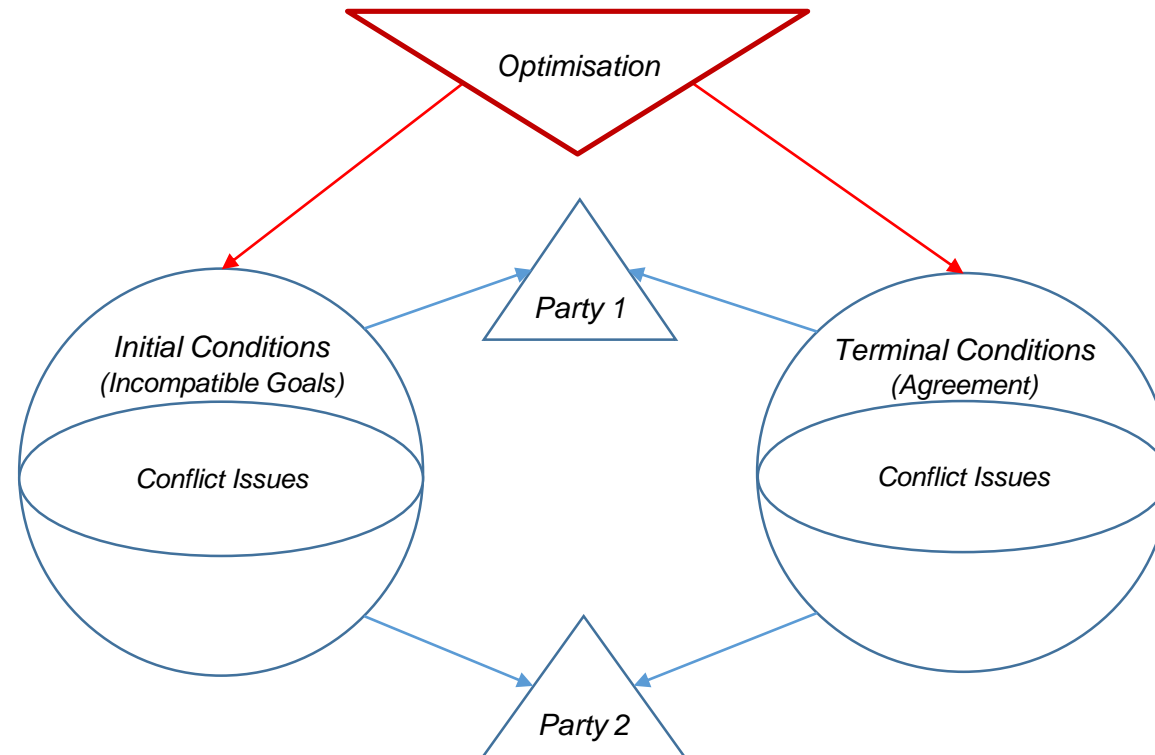 Optimisation
Party 1
Initial Conditions
(Incompatible Goals)
Terminal Conditions
(Agreement)
Conflict Issues
Conflict Issues
Party 2